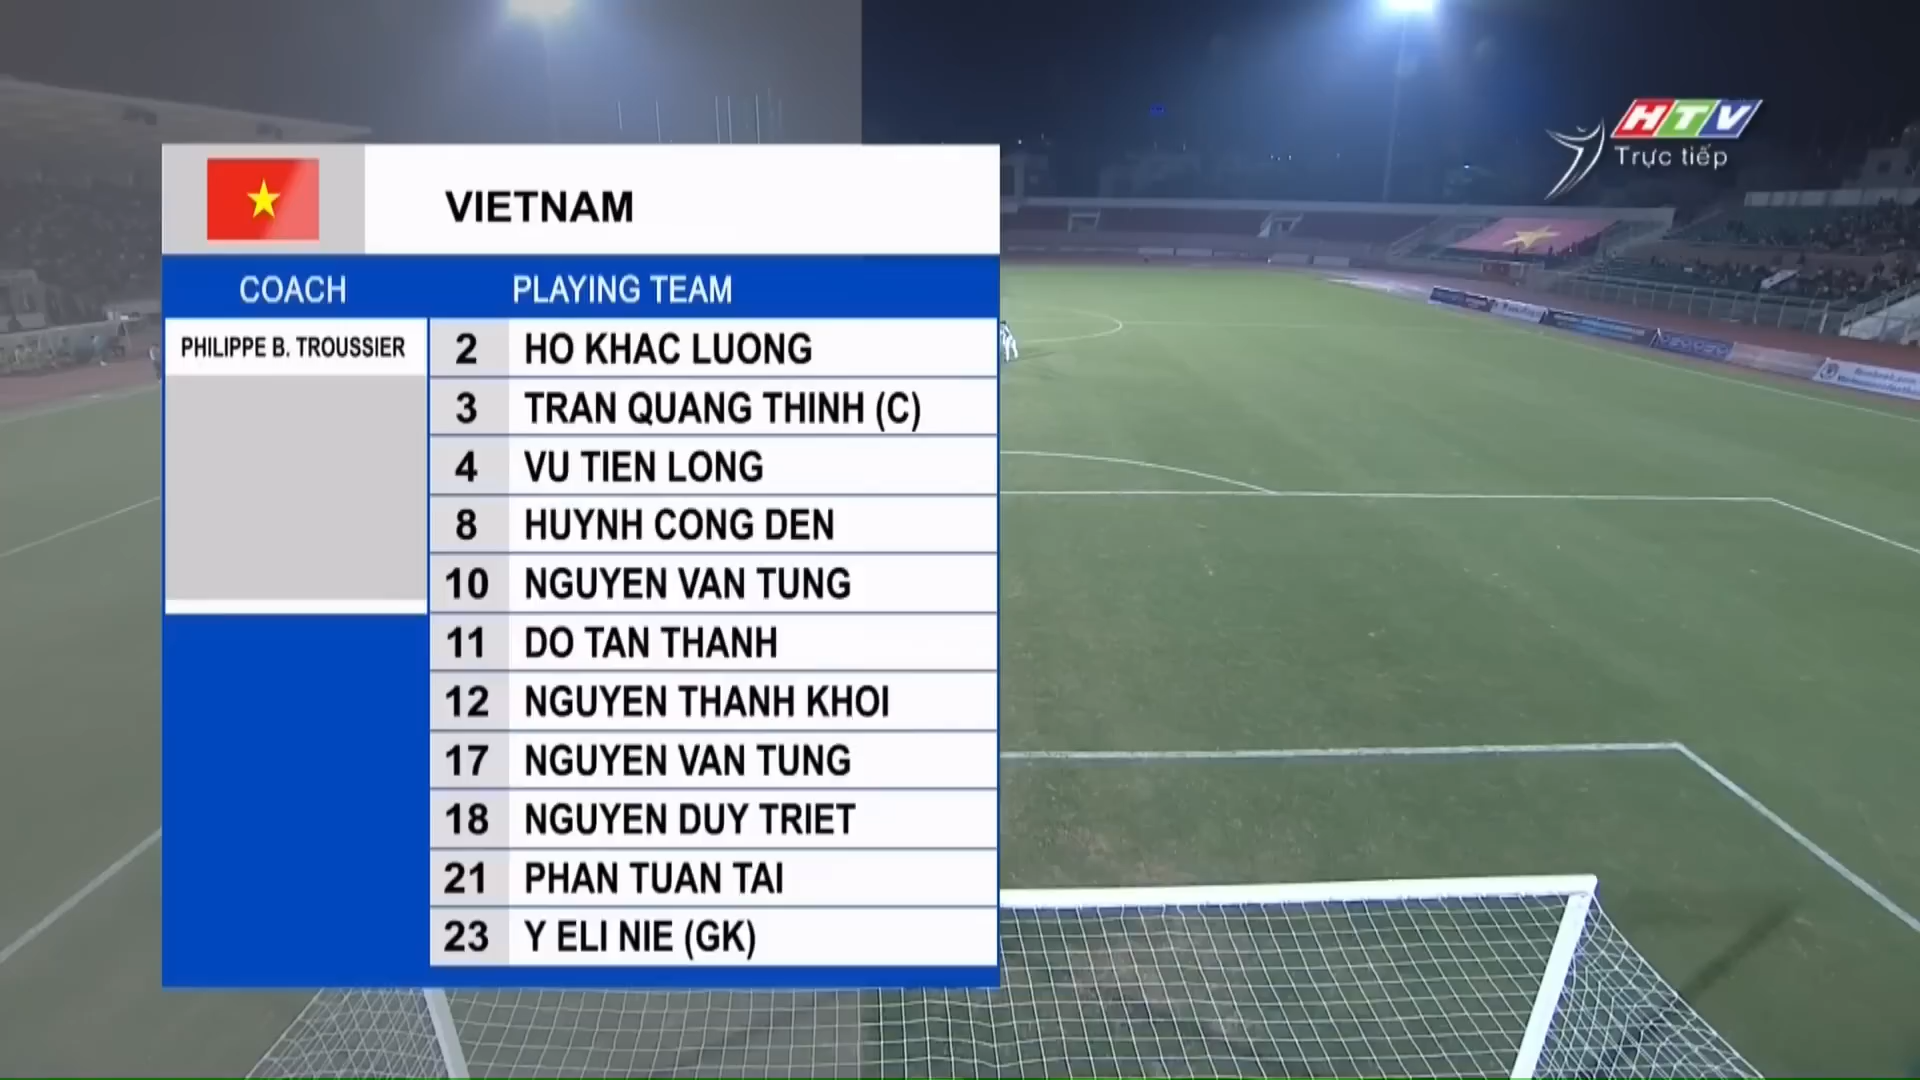 HTV
Trực tiếp
VIETNAM
COACH
PLAYING TEAM
PHILIPPE B. TROUSSIER
2 HO KHAC LUONG
3 TRAN QUANG THINH (C)
4 VU TIEN LONG
8 HUYNH CONG DEN
10 NGUYEN VAN TUNG
11 DO TAN THANH
12 NGUYEN THANH KHOI
17 NGUYEN VAN TUNG
18 NGUYEN DUY TRIET
21 PHAN TUAN TAI
23 Y ELI NIE (GK)